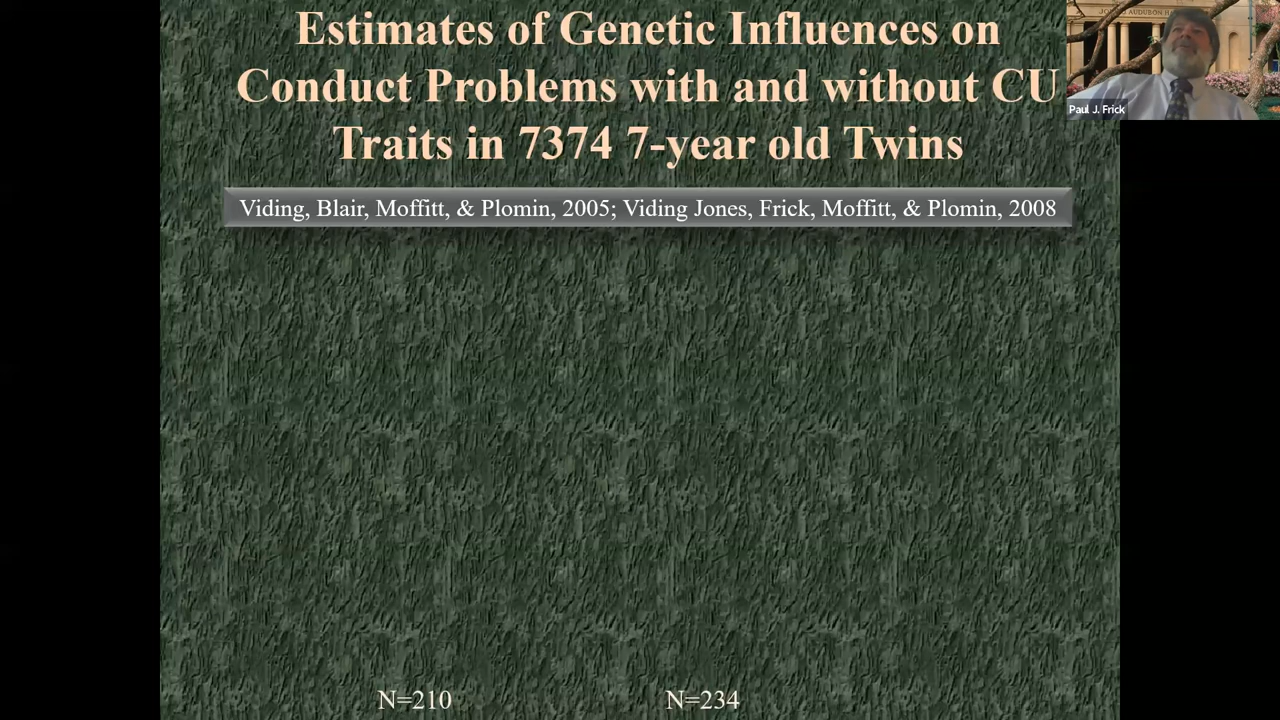 Estimates of Genetic Influences on
Conduct Problems with and without CU
Traits in 7374 7-year old Twins
Paul J. Frick
Viding, Blair, Moffitt, & Plomin, 2005; Viding Jones, Frick, Moffitt, & Plomin, 2008
N=210
N=234